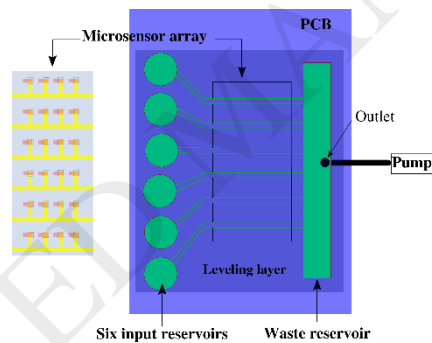 PCB
Microsensor array
Outlet
Pump
Leveling layer
Six input reservoirs
Waste reservoir